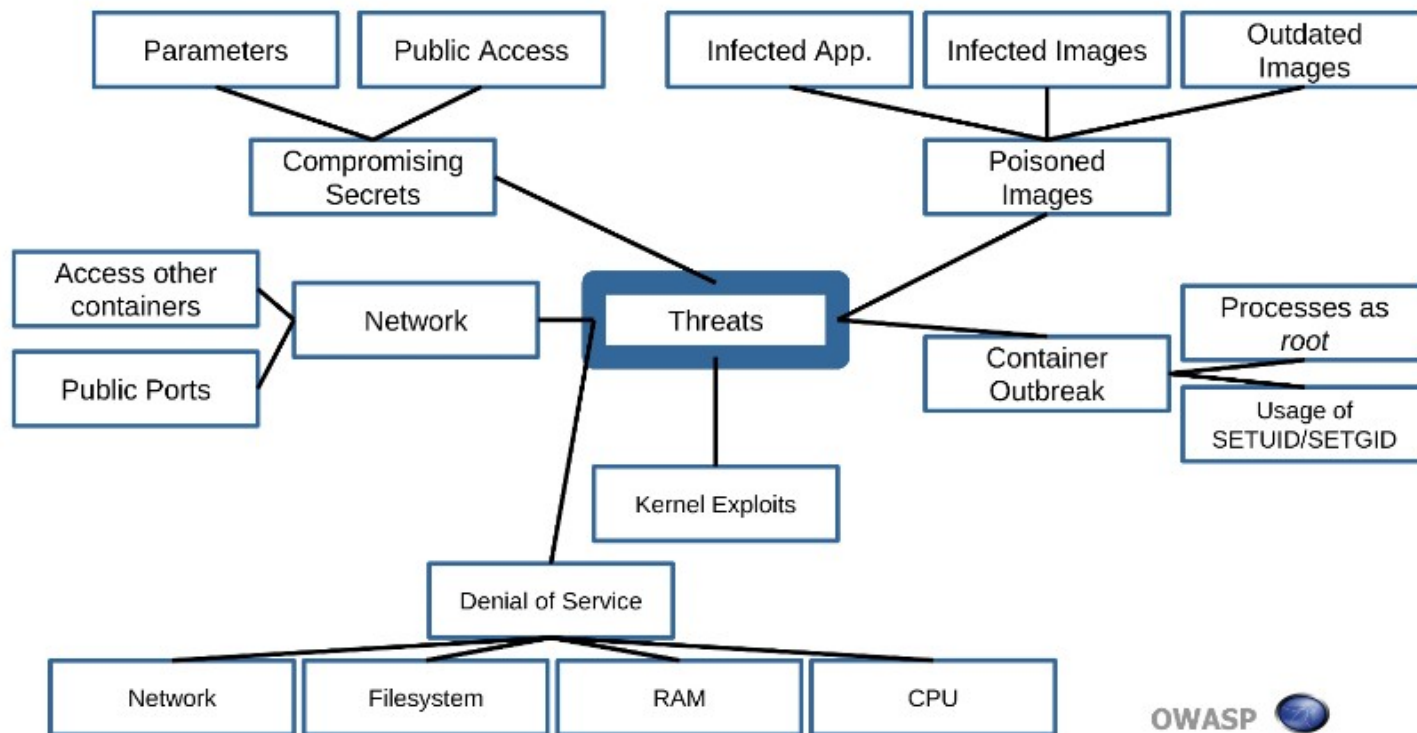 Parameters
Public Access
Infected App.
Infected Images
Outdated
Images
Compromising
Secrets
Poisoned
Images
Access other
containers
Network
Threats
Processes as
root
Public Ports
Container
Outbreak
Usage of
SETUID/SETGID
Kernel Exploits
Denial of Service
Network
Filesystem
RAM
CPU
OWASP